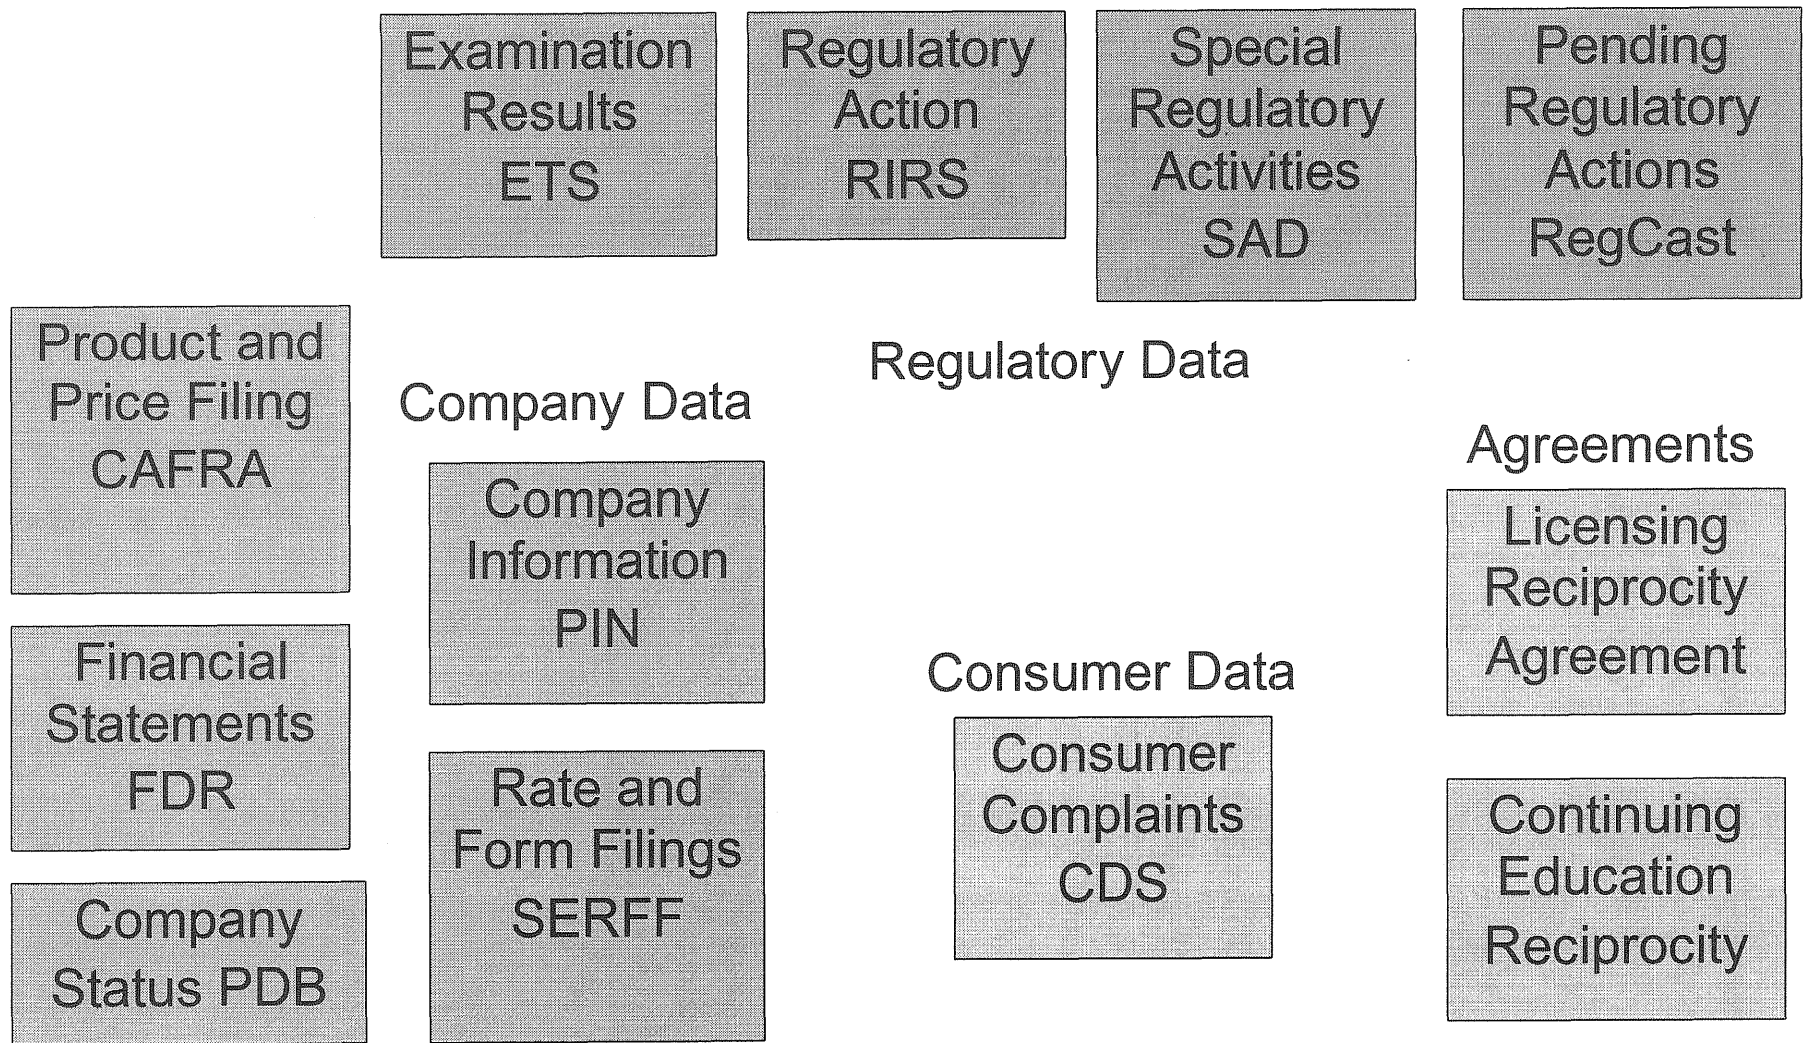 Examination
Results
ETS
Regulatory
Action
RIRS
Special
Regulatory
Activities
SAD
Pending
Regulatory
Actions
RegCast
Regulatory Data
Product and
Price Filing
CAFRA
Financial
Statements
FDR
Company
Status PDB
Company Data
Company
Information
PIN
Rate and
Form Filings
SERFF
Consumer Data
Consumer
Complaints
CDS
Agreements
Licensing
Reciprocity
Agreement
Continuing
Education
Reciprocity